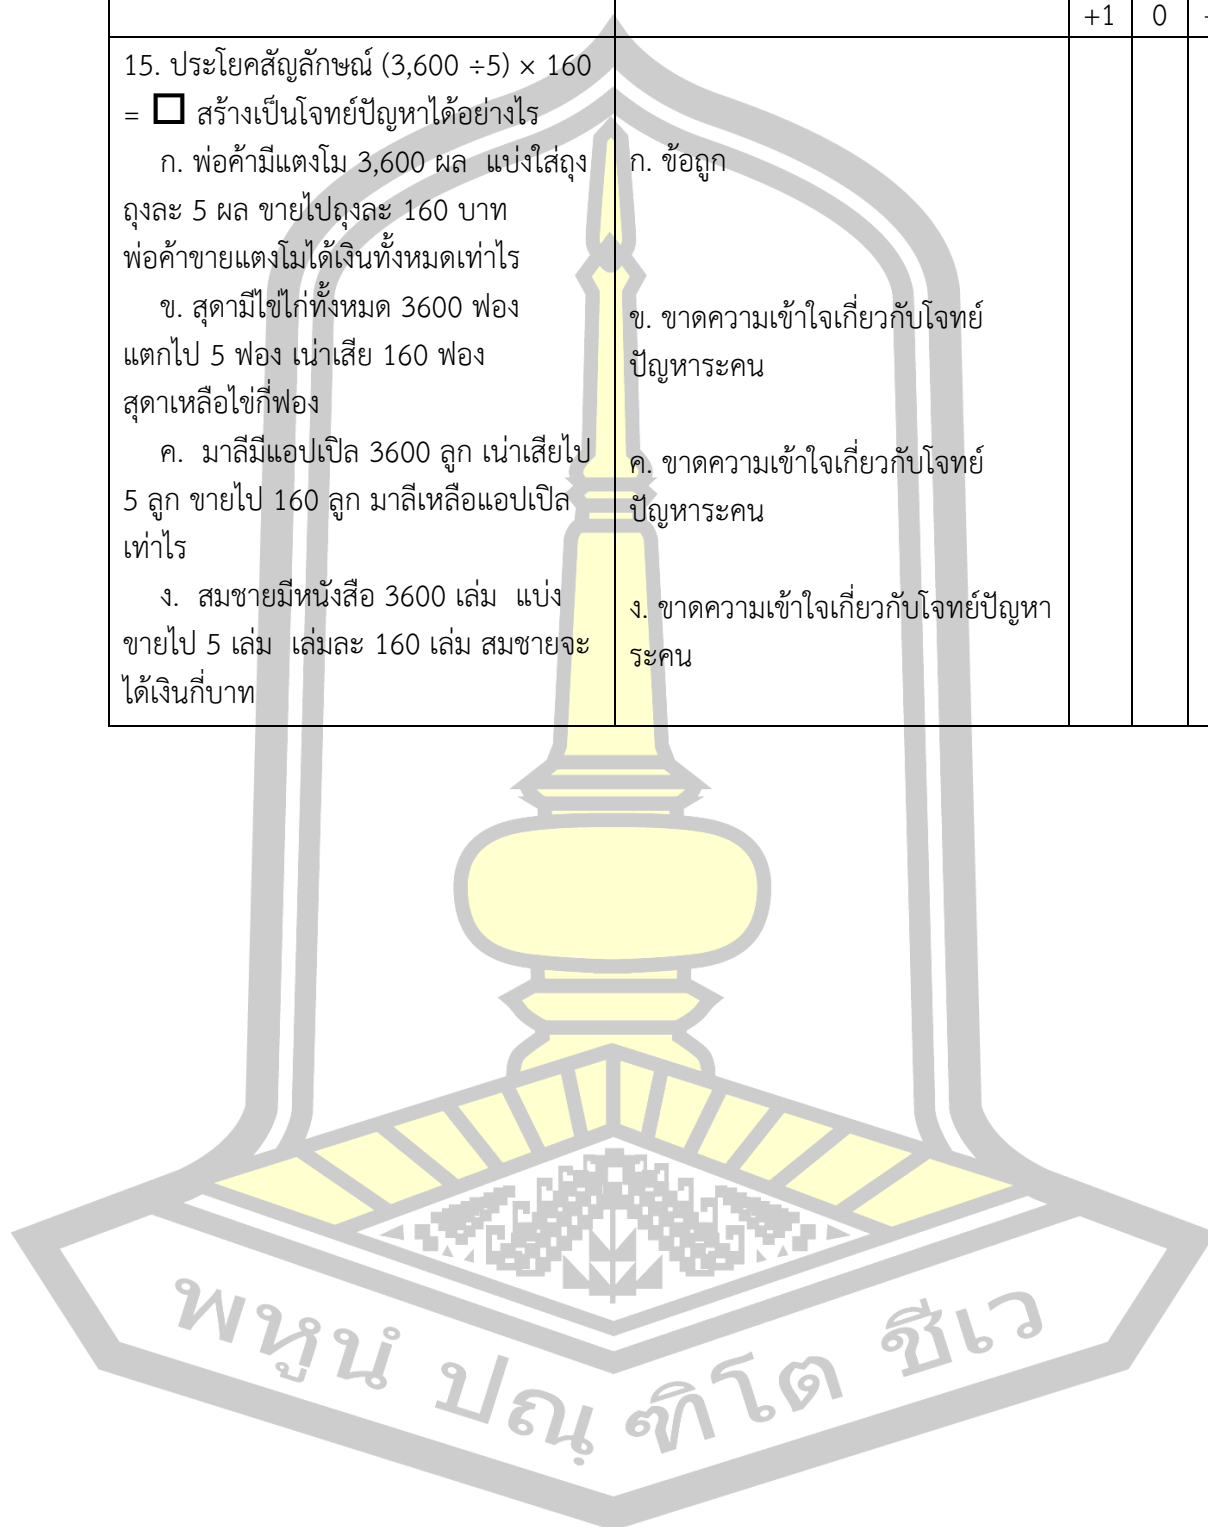 +1 0 -
15. ประโยคสัญลักษณ์ (3,600 ÷5) × 160
= □ สร้างเป็นโจทย์ปัญหาได้อย่างไร
ก. พ่อค้ามีแตงโม 3,600 ผล แบ่งใส่ถุง
ถุงละ 5 ผล ขายไปถุงละ 160 บาท
พ่อค้าขายแตงโมได้เงินทั้งหมดเท่าไร
ข. สุดามีไข่ไก่ทั้งหมด 3600 ฟอง
แตกไป 5 ฟอง เน่าเสีย 160 ฟอง
สุดาเหลือไข่กี่ฟอง
ค. มาลีมีแอปเปิล 3600 ลูก เน่าเสียไป
5 ลูก ขายไป 160 ลูก มาลีเหลือแอปเปิล
เท่าไร
ง. สมชายมีหนังสือ 3600 เล่ม แบ่ง
ขายไป 5 เล่ม เล่มละ 160 เล่ม สมชายจะ
ได้เงินกี่บาท
ก. ข้อถูก
ข. ขาดความเข้าใจเกี่ยวกับโจทย์
ปัญหาระคน
ค. ขาดความเข้าใจเกี่ยวกับโจทย์
ปัญหาระคน
ง. ขาดความเข้าใจเกี่ยวกับโจทย์ปัญหา
ระคน
พหูนํ ปณฺฑิโต ชีเว